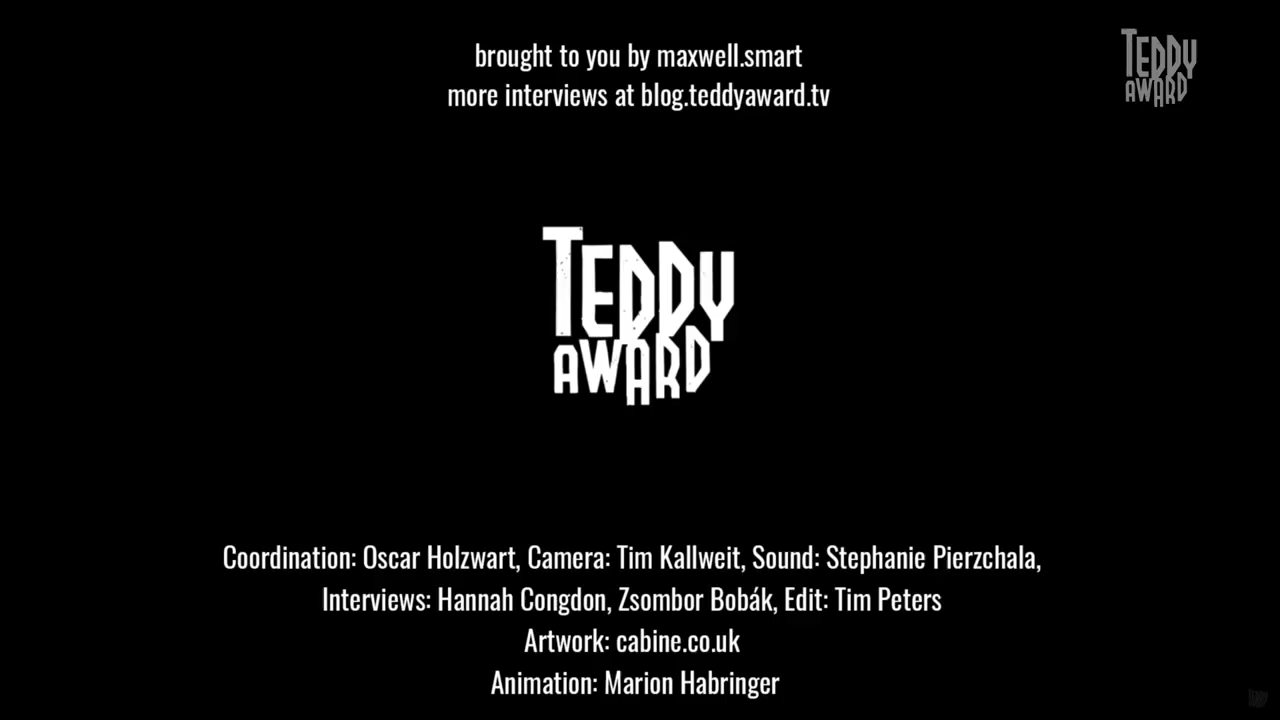 brought to you by maxwell.smart
more interviews at blog.teddyaward.tv
TEDDY
AWARD
TEDDY
AWARD
Coordination: Oscar Holzwart, Camera: Tim Kallweit, Sound: Stephanie Pierzchala,
Interviews: Hannah Congdon, Zsombor Bobák, Edit: Tim Peters
Artwork: cabine.co.uk
Animation: Marion Habringer